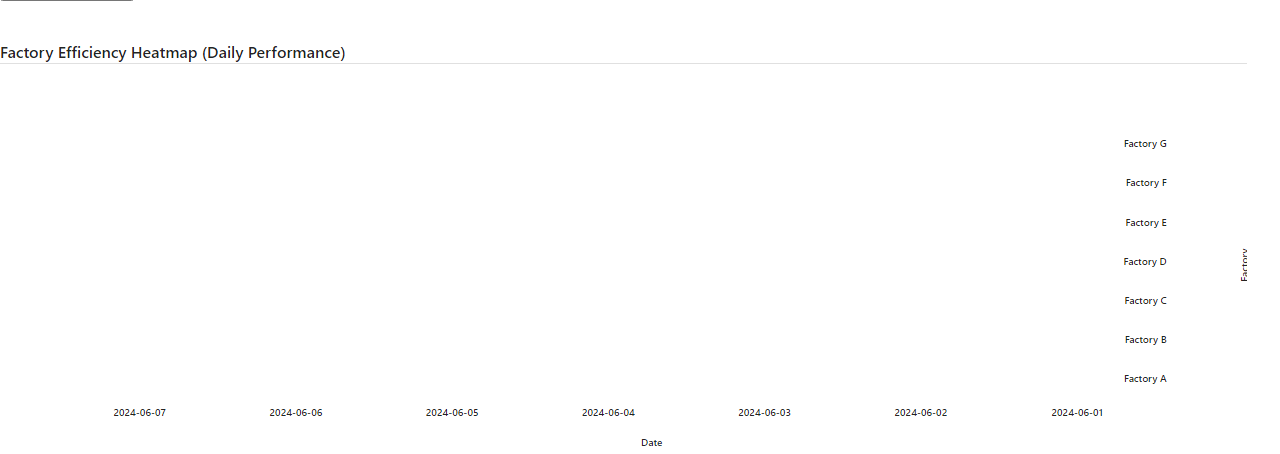 Factory Efficiency Heatmap (Daily Performance)
Factory G
Factory F
Factory E
Factory D
Factory C
Factory B
Factory A
Factory
2024-06-07
2024-06-06
2024-06-05
2024-06-04
2024-06-03
2024-06-02
2024-06-01
Date